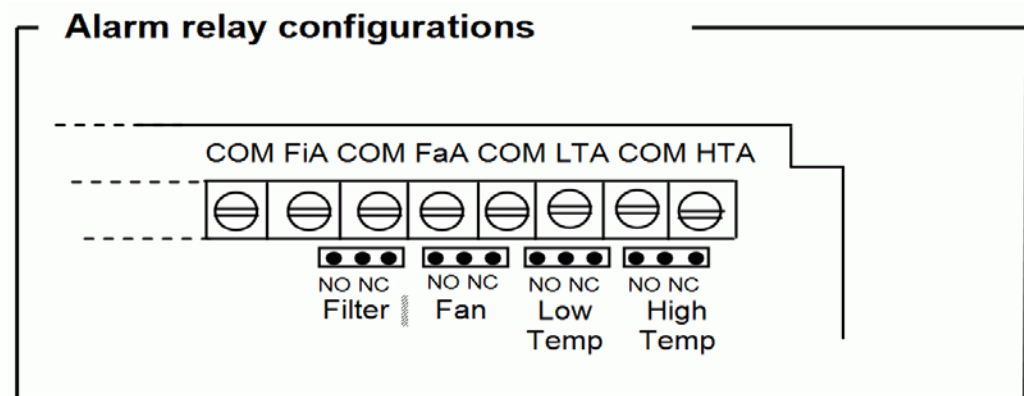 Alarm relay configurations
COM FiA COM FaA COM LTA COM HTA
NO NC NO NC NO NC NO NC
Filter Fan Low High
Temp Temp